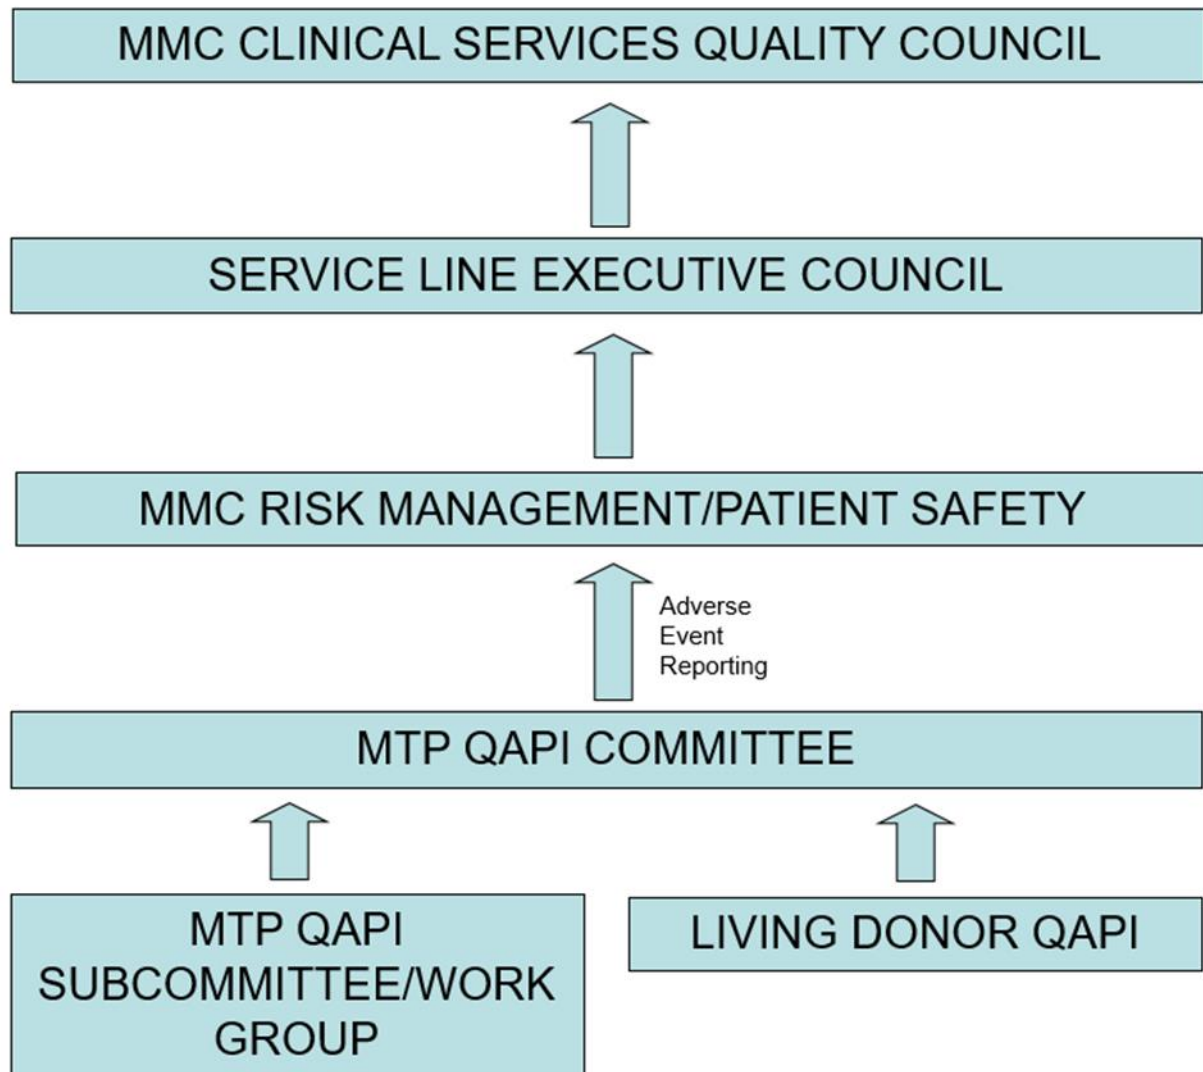 MMC CLINICAL SERVICES QUALITY COUNCIL
SERVICE LINE EXECUTIVE COUNCIL
MMC RISK MANAGEMENT/PATIENT SAFETY
Adverse
Event
Reporting
MTP QAPI COMMITTEE
MTP QAPI
SUBCOMMITTEE/WORK
GROUP
LIVING DONOR QAPI